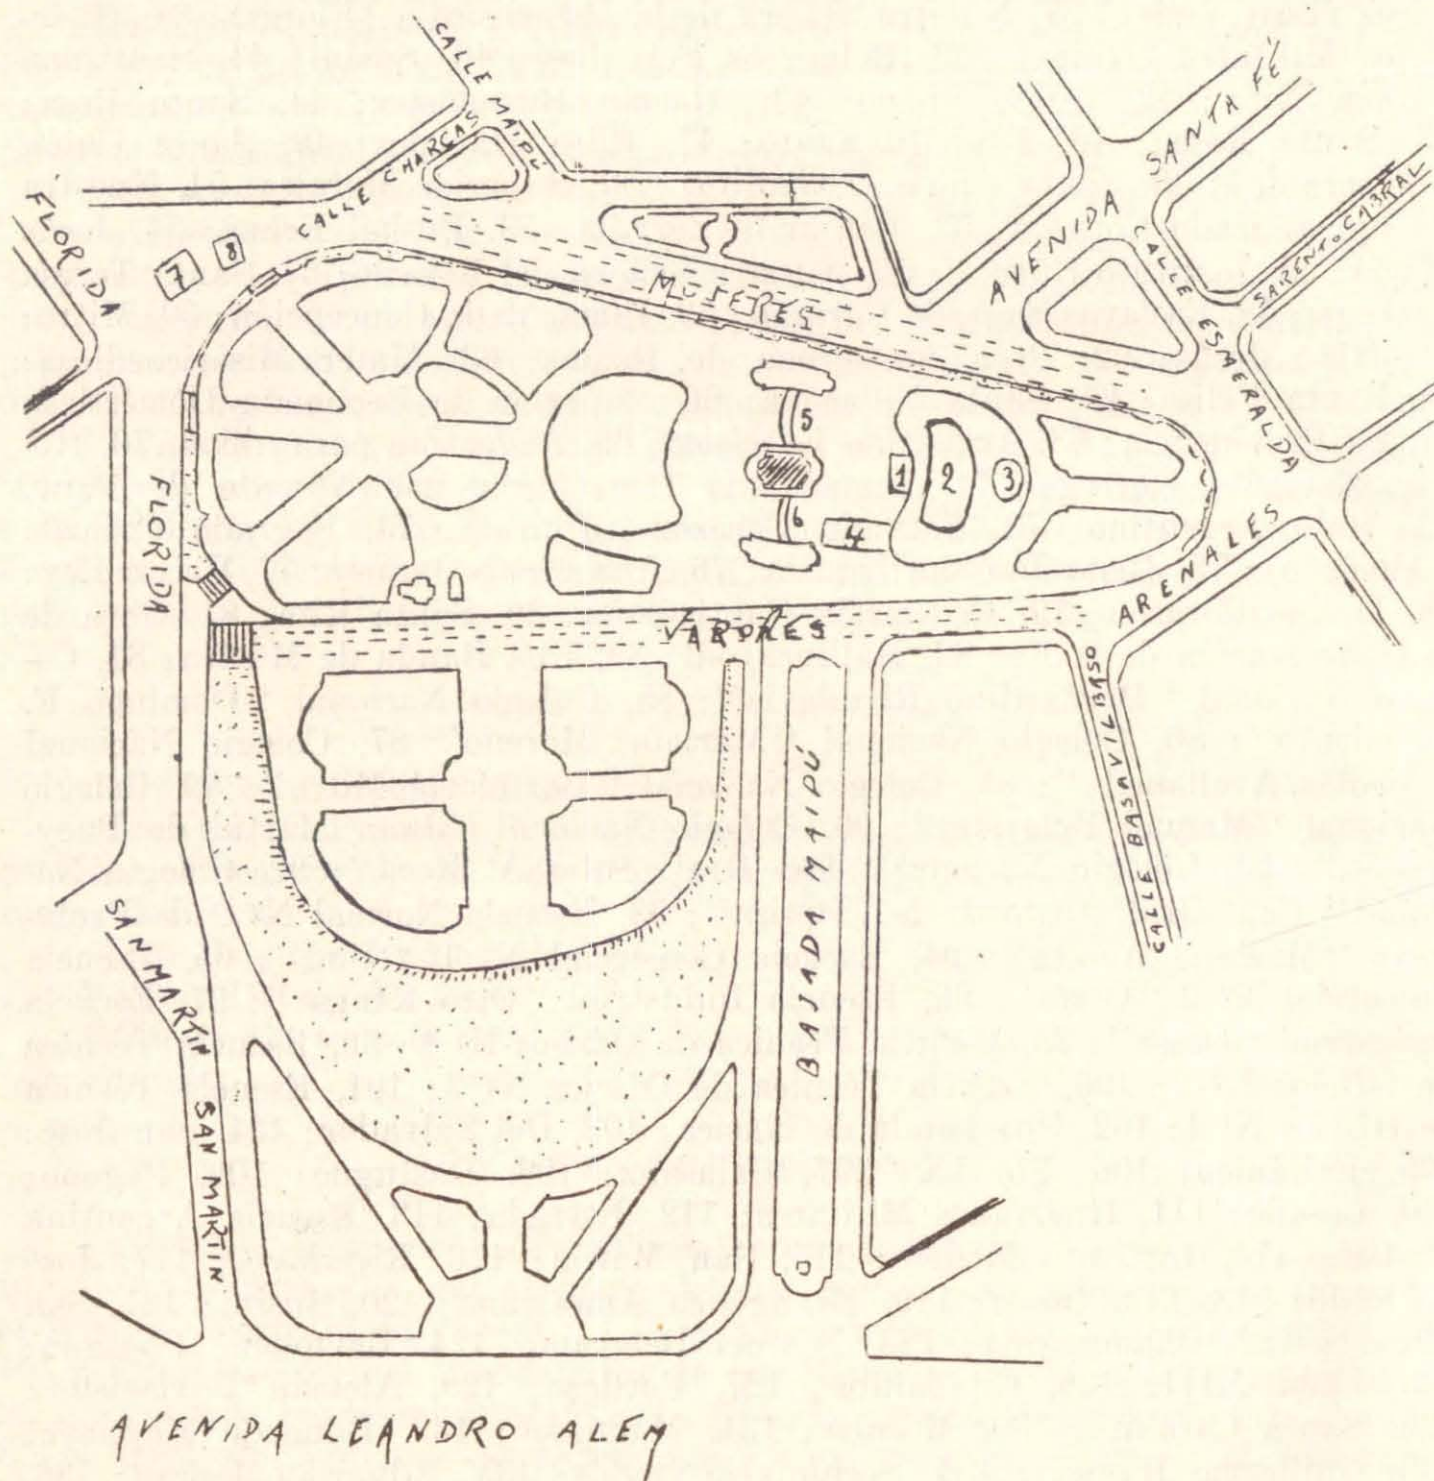 CALLE MAIPÚ
CALLE CHARCAS
AVENIDA SANTA FÉ
FLORIDA
7
8
MUJERES
CALLE ESMERALDA
SARENTO CABRAL
5
1
2
3
6
4
FLORIDA
VARONES
ARENALES
BAJADA MAIPÚ
CALLE BASAVILBASO
SAN MARTIN
SAN MARTIN
AVENIDA LEANDRO ALEM